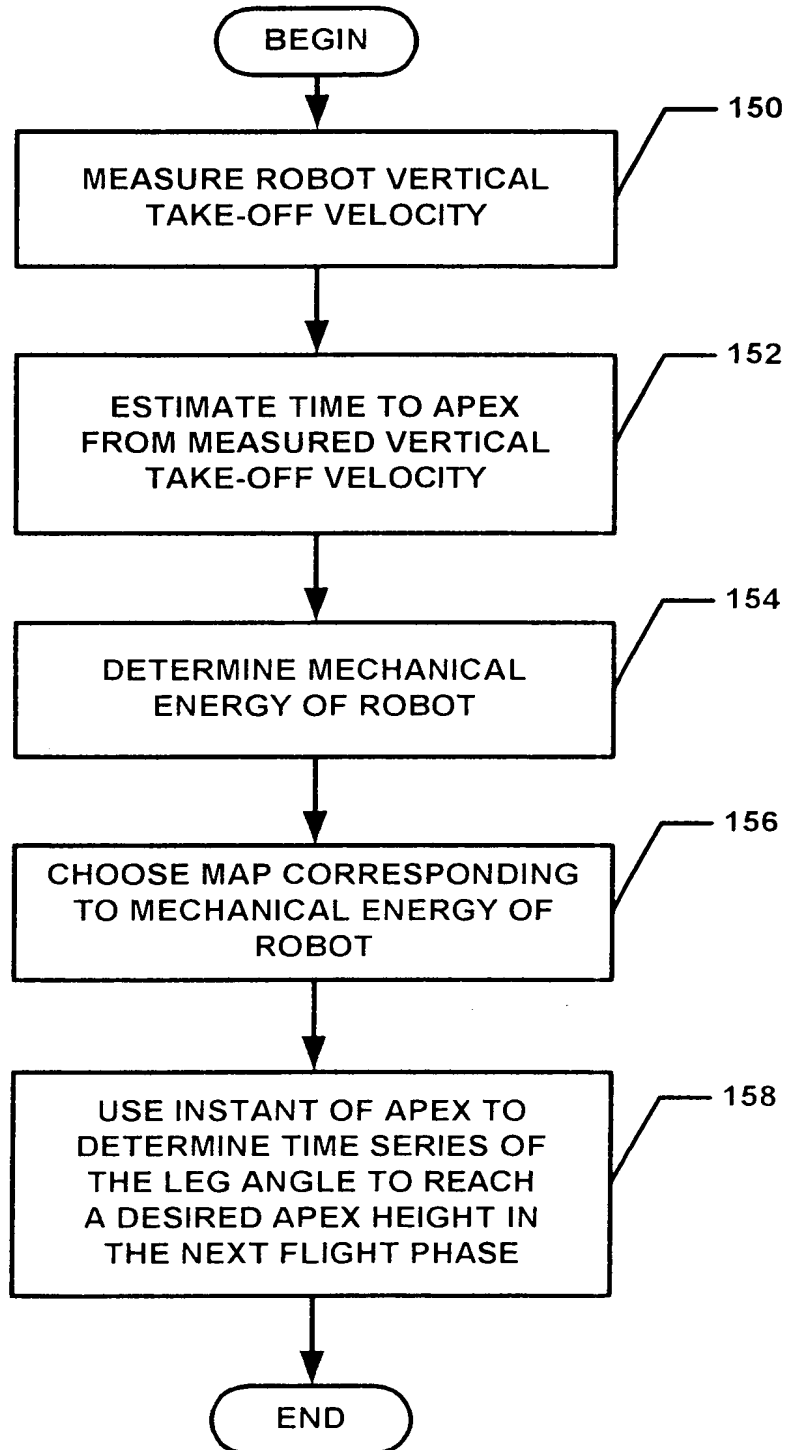 BEGIN
150
MEASURE ROBOT VERTICAL
TAKE-OFF VELOCITY
152
ESTIMATE TIME TO APEX
FROM MEASURED VERTICAL
TAKE-OFF VELOCITY
154
DETERMINE MECHANICAL
ENERGY OF ROBOT
156
CHOOSE MAP CORRESPONDING
TO MECHANICAL ENERGY OF
ROBOT
158
USE INSTANT OF APEX TO
DETERMINE TIME SERIES OF
THE LEG ANGLE TO REACH
A DESIRED APEX HEIGHT IN
THE NEXT FLIGHT PHASE
END